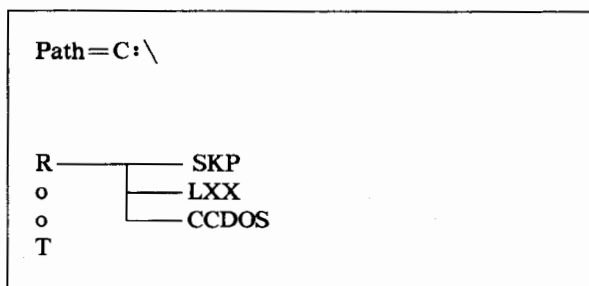 Path=C:\
R SKP
o LXX
o CCDOS
T